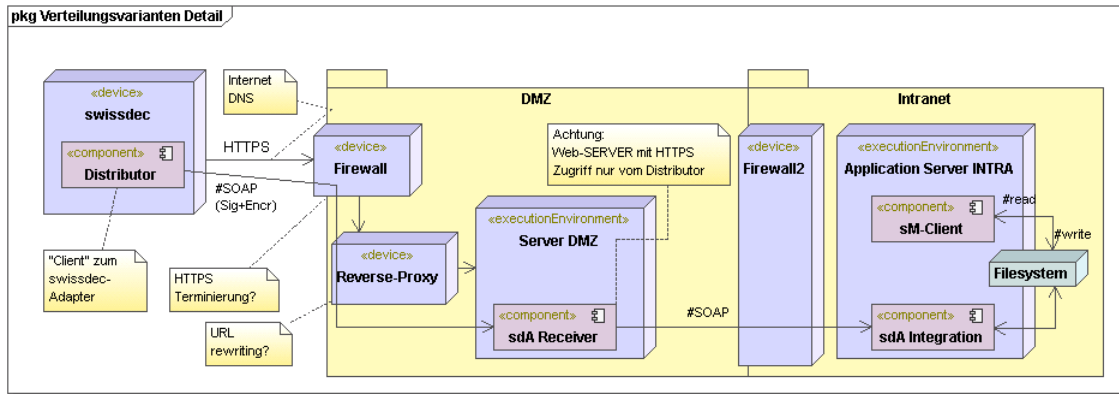 pkg Verteilungsvarianten Detail
«device»
swissdec
«component»
Distributor
"Client" zum
swissdec-
Adapter
Internet
DNS
HTTPS
#SOAP
(Sig+Encr)
HTTPS
Terminierung?
URL
rewriting?
DMZ
«device»
Firewall
«device»
Reverse-Proxy
Achtung:
Web-SERVER mit HTTPS
Zugriff nur vom Distributor
«executionEnvironment»
Server DMZ
«component»
sdA Receiver
#SOAP
Intranet
«device»
Firewall2
«executionEnvironment»
Application Server INTRA
«component»
sM-Client
#read
#write
Filesystem
«component»
sdA Integration